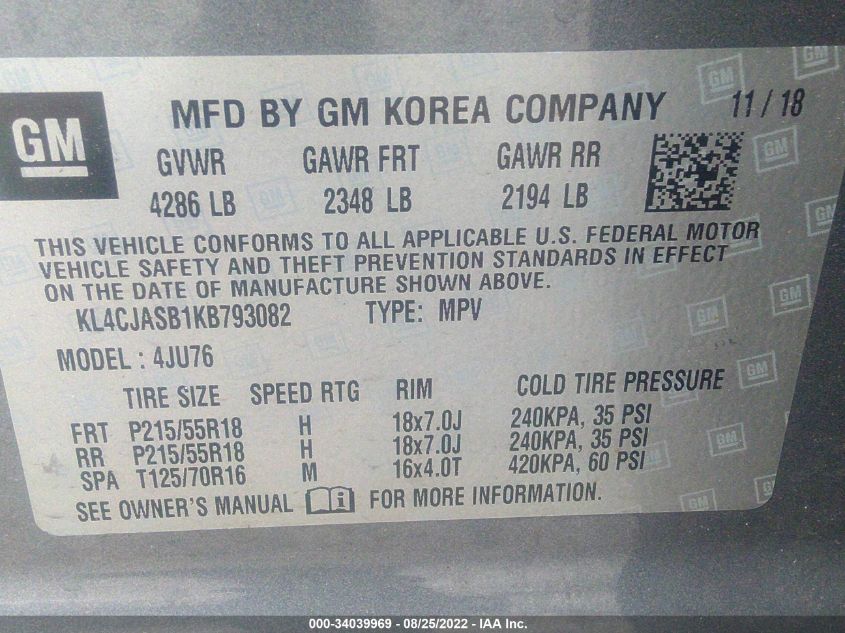 GM
MFD BY GM KOREA COMPANY 11 / 18
GVWR GAWR FRT GAWR RR
4286 LB 2348 LB 2194 LB
THIS VEHICLE CONFORMS TO ALL APPLICABLE U.S. FEDERAL MOTOR
VEHICLE SAFETY AND THEFT PREVENTION STANDARDS IN EFFECT
ON THE DATE OF MANUFACTURE SHOWN ABOVE.
KL4CJASB1KB793082 TYPE: MPV
MODEL : 4JU76
TIRE SIZE SPEED RTG RIM COLD TIRE PRESSURE
FRT P215/55R18 H 18x7.0J 240KPA, 35 PSI
RR P215/55R18 H 18x7.0J 240KPA, 35 PSI
SPA T125/70R16 M 16x4.0T 420KPA, 60 PSI
SEE OWNER'S MANUAL i FOR MORE INFORMATION.
000-34039969 - 08/25/2022 - IAA Inc.